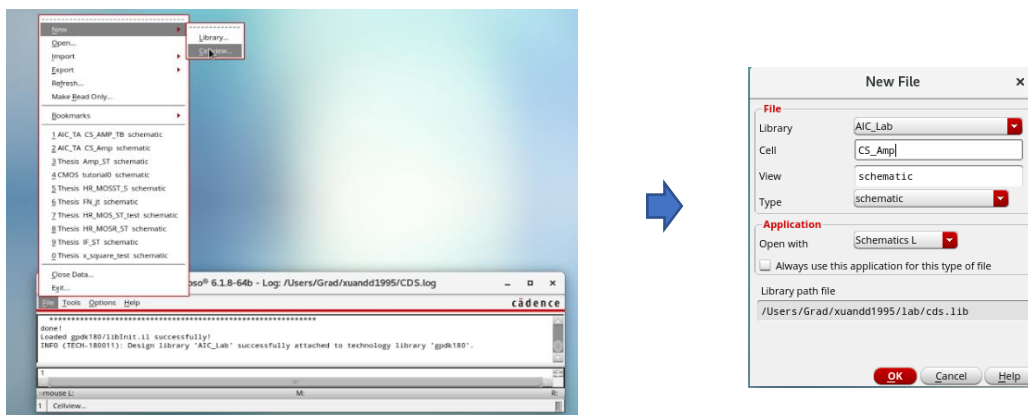 New
Open...
Import
Export
Refresh...
Make Read Only...
Bookmarks
1 AIC_TA CS_AMP_TB schematic
2 AIC_TA CS_Amp schematic
3 Thesis Amp_ST schematic
4 CMOS tutorial0 schematic
5 Thesis HR_MOSST_S schematic
6 Thesis FN_jt schematic
7 Thesis HR_MOS_ST_test schematic
8 Thesis HR_MOSR_ST schematic
9 Thesis IF_ST schematic
0 Thesis x_square_test schematic
Close Data...
Exit...
Library...
Cellview...
oso® 6.1.8-64b - Log: /Users/Grad/xuandd1995/CDS.log
File Tools Options Help
cādence
************************************************************
done!
Loaded gpdk180/libInit.il successfully!
INFO (TECH-180011): Design library 'AIC_Lab' successfully attached to technology library 'gpdk180'.
1
mouse L: M: R:
1 Cellview...
New File
File
Library AIC_Lab
Cell CS_Amp
View schematic
Type schematic
Application
Open with Schematics L
Always use this application for this type of file
Library path file
/Users/Grad/xuandd1995/lab/cds.lib
OK Cancel Help